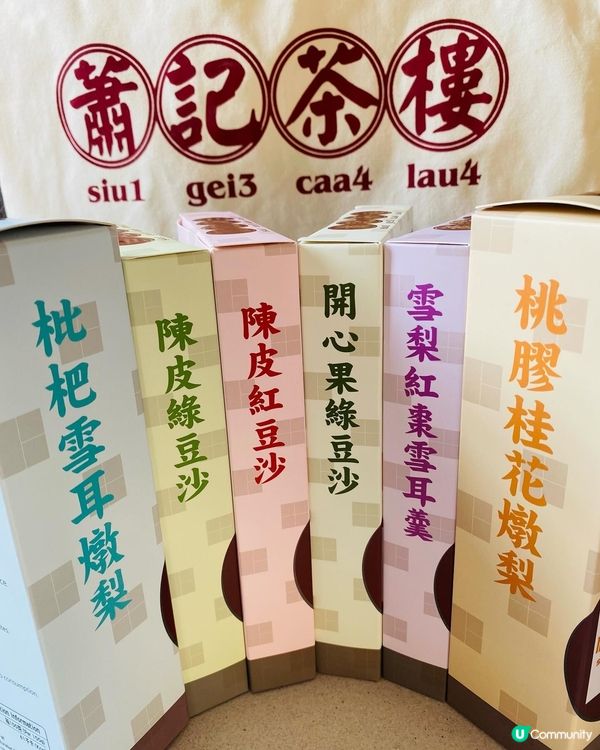 蕭記茶樓
siu1 gei3 caa4 lau4
枇杷雪耳燉梨
陳皮綠豆沙
陳皮紅豆沙
開心果綠豆沙
雪梨紅棗雪耳羹
桃膠桂花燉梨
consumption.
Information
U Community